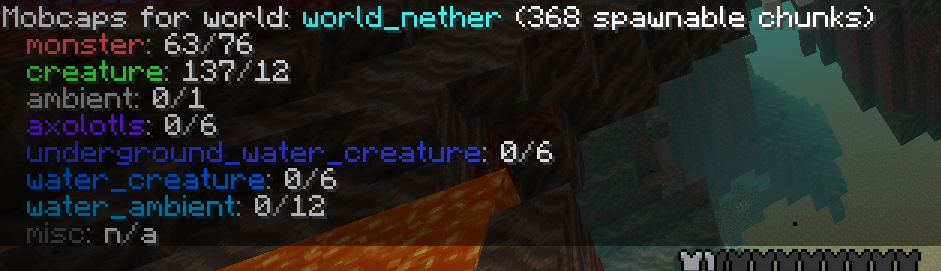 Mobcaps for world: world_nether (368 spawnable chunks)
monster: 63/76
creature: 137/12
ambient: 0/1
axolotls: 0/6
underground_water_creature: 0/6
water_creature: 0/6
water_ambient: 0/12
misc: n/a